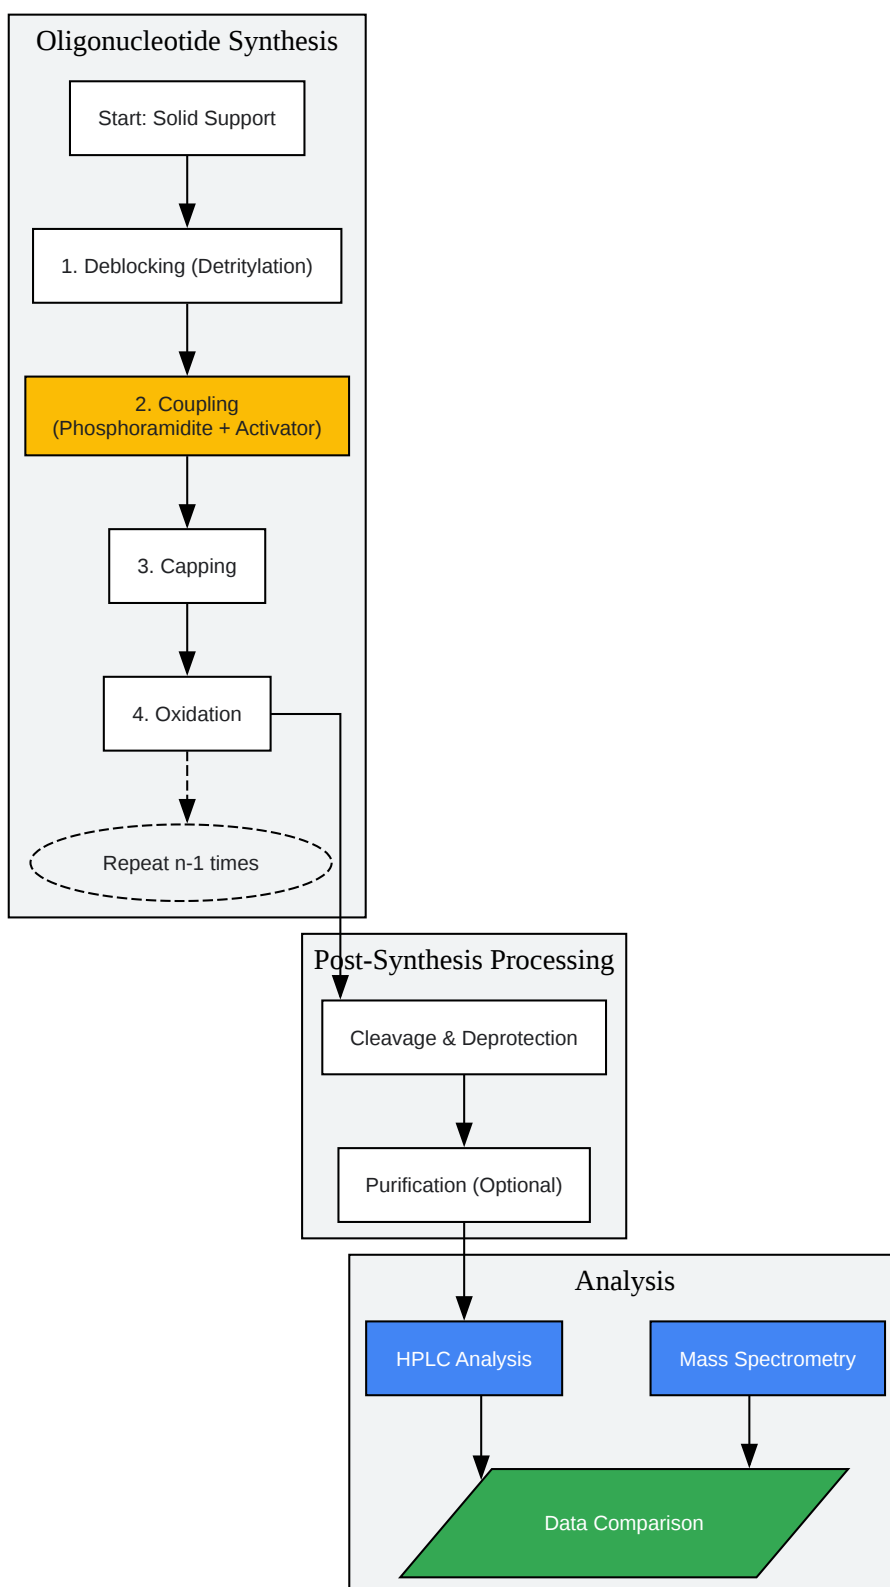 Oligonucleotide Synthesis
Start: Solid Support
1. Deblocking (Detritylation)
2. Coupling
(Phosphoramidite + Activator)
3. Capping
4. Oxidation
Repeat n-1 times
Post-Synthesis Processing
Cleavage & Deprotection
Purification (Optional)
Analysis
HPLC Analysis
Mass Spectrometry
Data Comparison